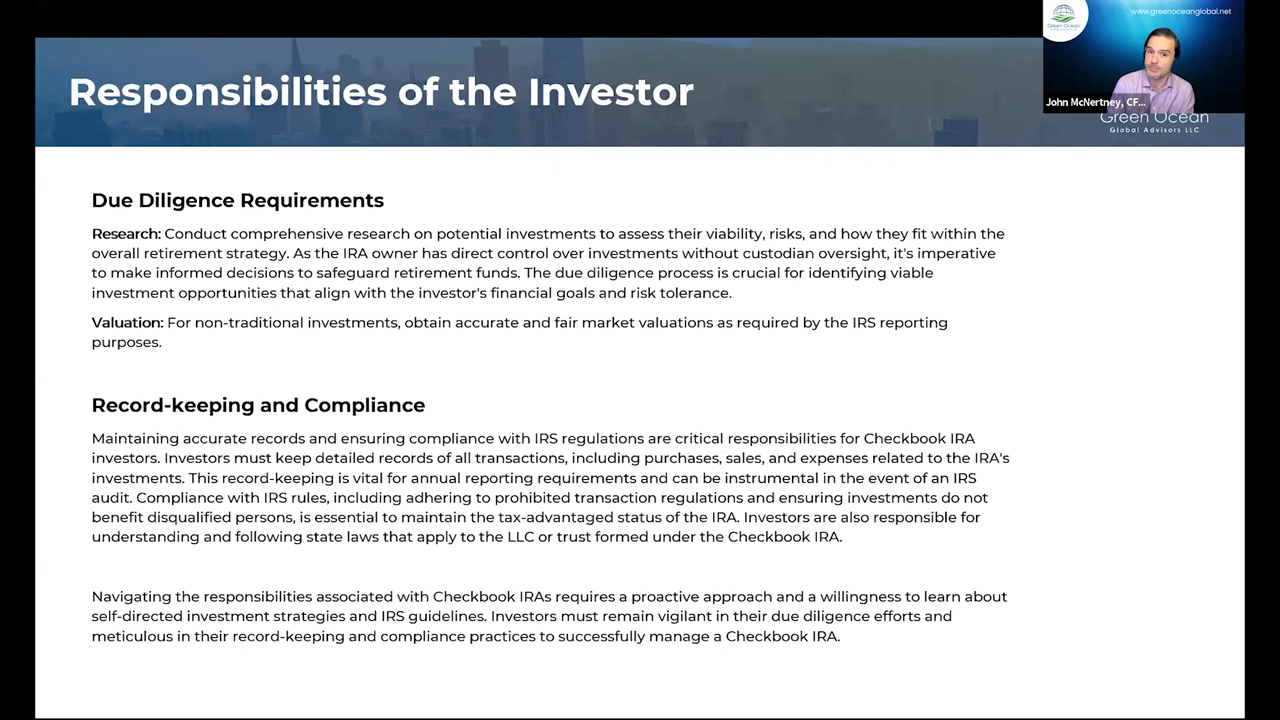 www.greenoceanglobal.net
Green Ocean
John McNertney, CF...
Responsibilities of the Investor
Green Ocean
Global Advisors LLC
Due Diligence Requirements
Research: Conduct comprehensive research on potential investments to assess their viability, risks, and how they fit within the
overall retirement strategy. As the IRA owner has direct control over investments without custodian oversight, it's imperative
to make informed decisions to safeguard retirement funds. The due diligence process is crucial for identifying viable
investment opportunities that align with the investor's financial goals and risk tolerance.
Valuation: For non-traditional investments, obtain accurate and fair market valuations as required by the IRS reporting
purposes.
Record-keeping and Compliance
Maintaining accurate records and ensuring compliance with IRS regulations are critical responsibilities for Checkbook IRA
investors. Investors must keep detailed records of all transactions, including purchases, sales, and expenses related to the IRA's
investments. This record-keeping is vital for annual reporting requirements and can be instrumental in the event of an IRS
audit. Compliance with IRS rules, including adhering to prohibited transaction regulations and ensuring investments do not
benefit disqualified persons, is essential to maintain the tax-advantaged status of the IRA. Investors are also responsible for
understanding and following state laws that apply to the LLC or trust formed under the Checkbook IRA.
Navigating the responsibilities associated with Checkbook IRAs requires a proactive approach and a willingness to learn about
self-directed investment strategies and IRS guidelines. Investors must remain vigilant in their due diligence efforts and
meticulous in their record-keeping and compliance practices to successfully manage a Checkbook IRA.